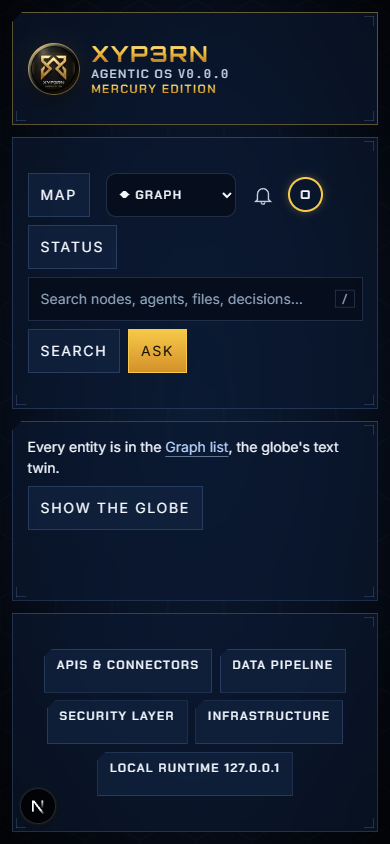 XYP3RN
AGENTIC OS V0.0.0
MERCURY EDITION
MAP
GRAPH
STATUS
Search nodes, agents, files, decisions...
/
SEARCH
ASK
Every entity is in the Graph list, the globe's text
twin.
SHOW THE GLOBE
APIS & CONNECTORS
DATA PIPELINE
SECURITY LAYER
INFRASTRUCTURE
LOCAL RUNTIME 127.0.0.1
N